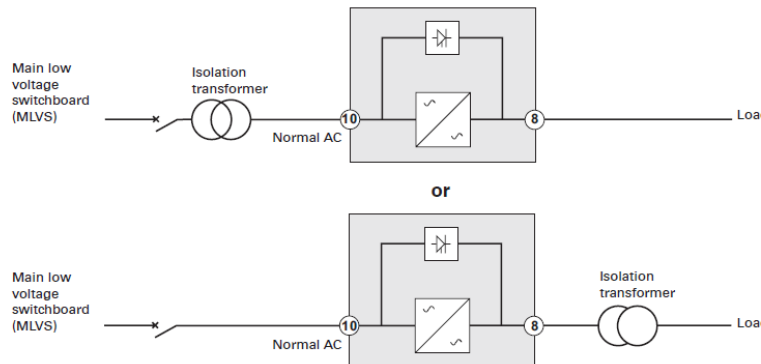 Main low
voltage
switchboard
(MLVS)
Isolation
transformer
Normal AC
10
8
Loa
or
Main low
voltage
switchboard
(MLVS)
Normal AC
10
8
Isolation
transformer
Loa